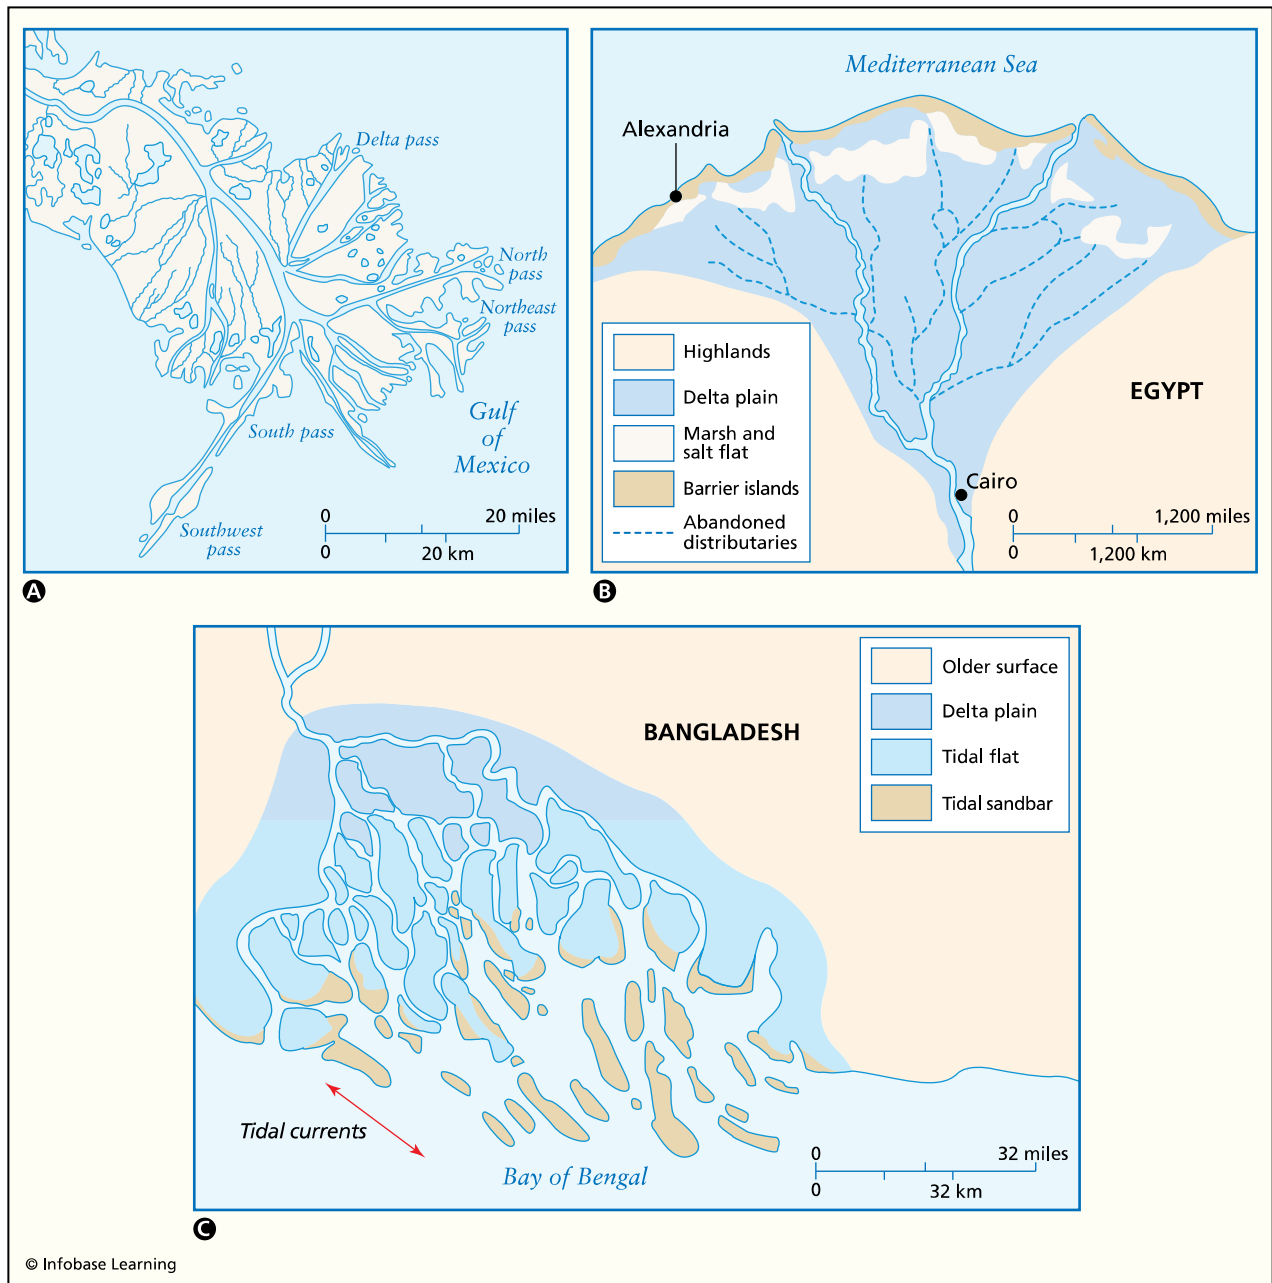 Delta pass
North
pass
Northeast
pass
Gulf
of
Mexico
South pass
Southwest
pass
0 20 miles
0 20 km
A
Mediterranean Sea
Alexandria
Highlands
Delta plain
Marsh and
salt flat
Barrier islands
Abandoned
distributaries
EGYPT
Cairo
0 1,200 miles
0 1,200 km
B
Older surface
Delta plain
Tidal flat
Tidal sandbar
BANGLADESH
Tidal currents
Bay of Bengal
0 32 miles
0 32 km
C
© Infobase Learning